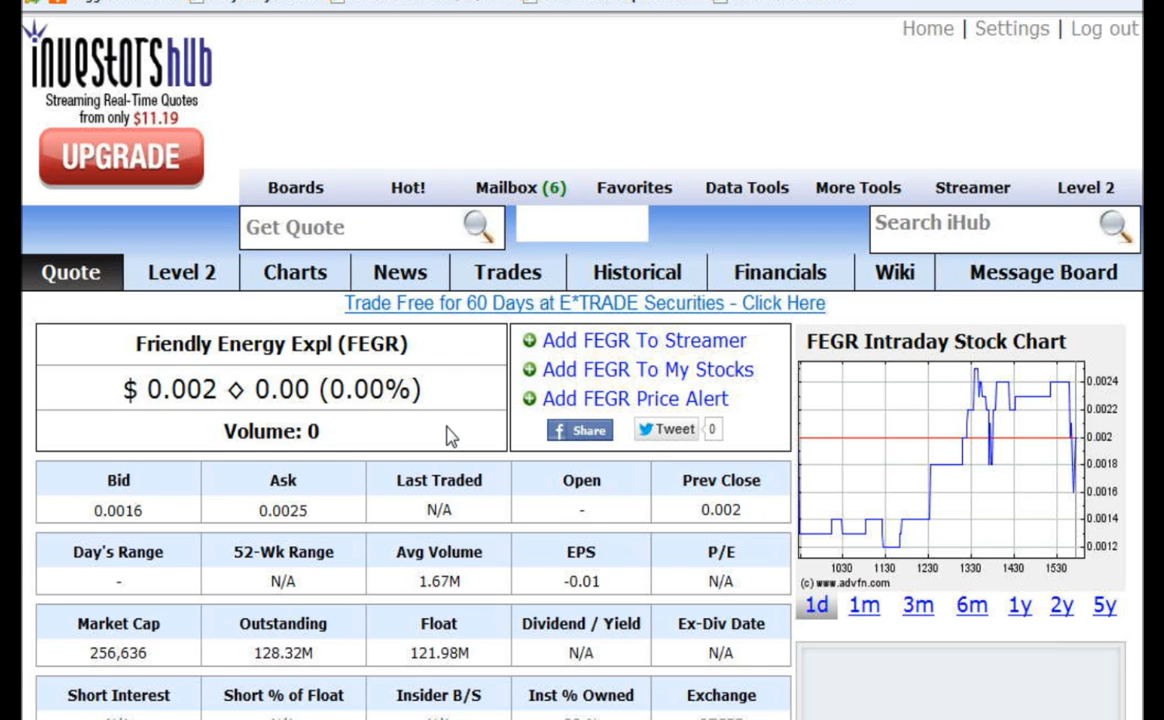 Home | Settings | Log out
investorshub
Streaming Real-Time Quotes
from only $11.19
UPGRADE
Boards Hot! Mailbox (6) Favorites Data Tools More Tools Streamer Level 2
Get Quote
Search iHub
Quote Level 2 Charts News Trades Historical Financials Wiki Message Board
Trade Free for 60 Days at E*TRADE Securities - Click Here
Friendly Energy Expl (FEGR)
$ 0.002 ◊ 0.00 (0.00%)
Volume: 0
Add FEGR To Streamer
Add FEGR To My Stocks
Add FEGR Price Alert
f Share Tweet 0
FEGR Intraday Stock Chart
0.0024
0.0022
0.002
0.0018
0.0016
0.0014
0.0012
1030 1130 1230 1330 1430 1530
(c) www.advfn.com
1d 1m 3m 6m 1y 2y 5y
Bid Ask Last Traded Open Prev Close
0.0016 0.0025 N/A - 0.002
Day's Range 52-Wk Range Avg Volume EPS P/E
- N/A 1.67M -0.01 N/A
Market Cap Outstanding Float Dividend / Yield Ex-Div Date
256,636 128.32M 121.98M N/A N/A
Short Interest Short % of Float Insider B/S Inst % Owned Exchange